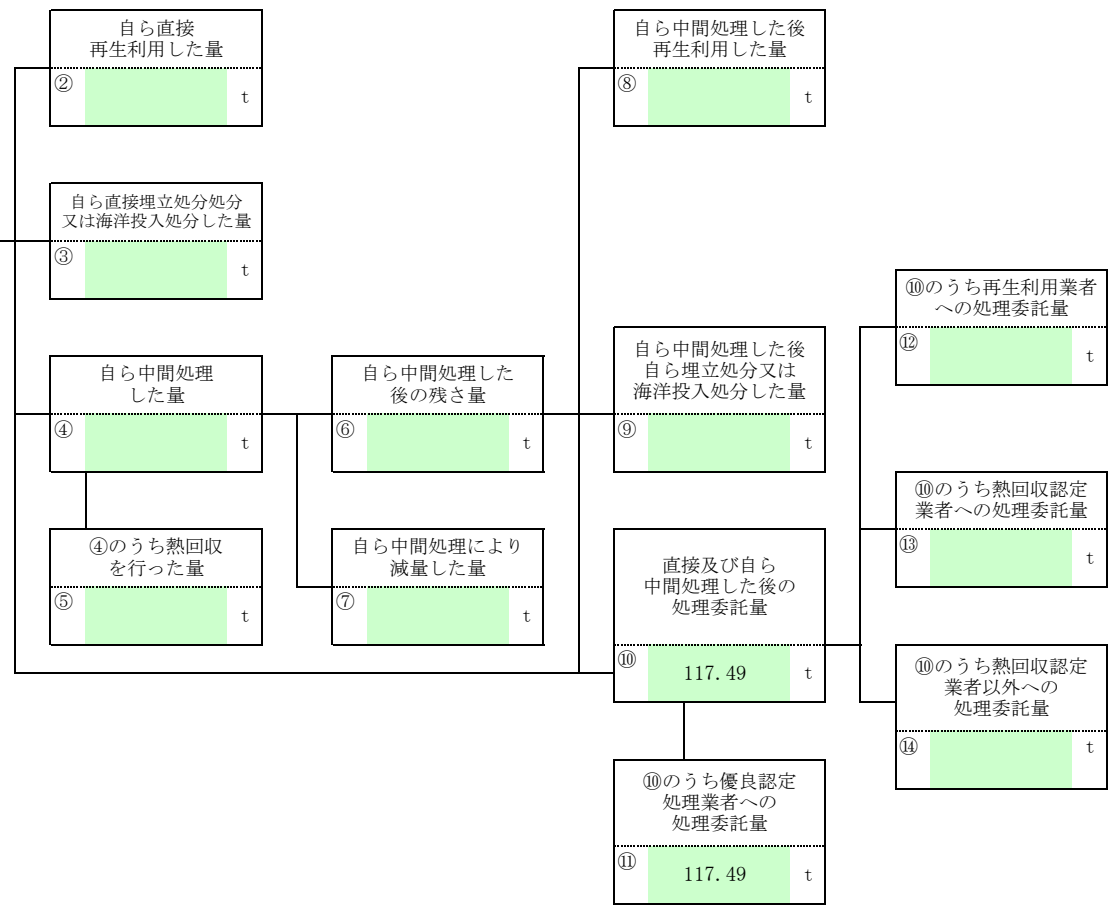 自ら直接
再生利用した量
② t
自ら直接埋立処分処分
又は海洋投入処分した量
③ t
自ら中間処理
した量
④ t
④のうち熱回収
を行った量
⑤ t
自ら中間処理した
後の残さ量
⑥ t
自ら中間処理により
減量した量
⑦ t
自ら中間処理した後
再生利用した量
⑧ t
自ら中間処理した後
自ら埋立処分又は
海洋投入処分した量
⑨ t
直接及び自ら
中間処理した後の
処理委託量
⑩ 117.49 t
⑩のうち優良認定
処理業者への
処理委託量
⑪ 117.49 t
⑩のうち再生利用業者
への処理委託量
⑫ t
⑩のうち熱回収認定
業者への処理委託量
⑬ t
⑩のうち熱回収認定
業者以外への
処理委託量
⑭ t